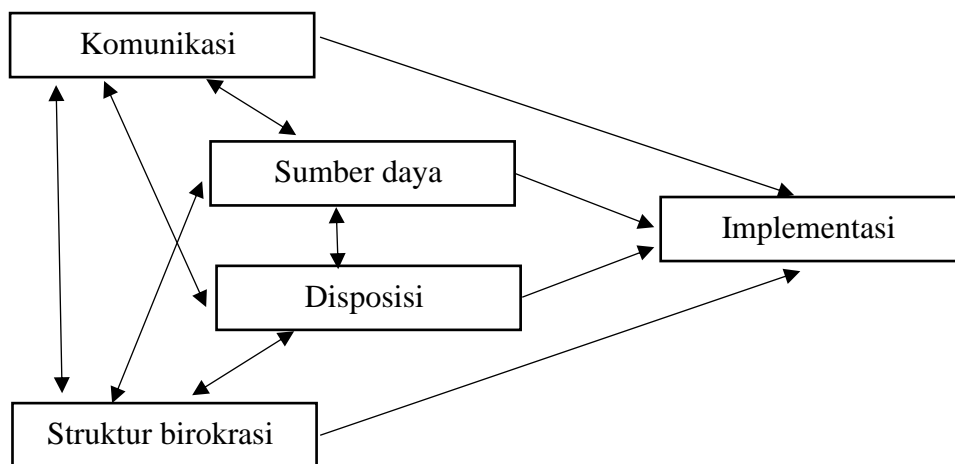 Komunikasi
Sumber daya
Implementasi
Disposisi
Struktur birokrasi